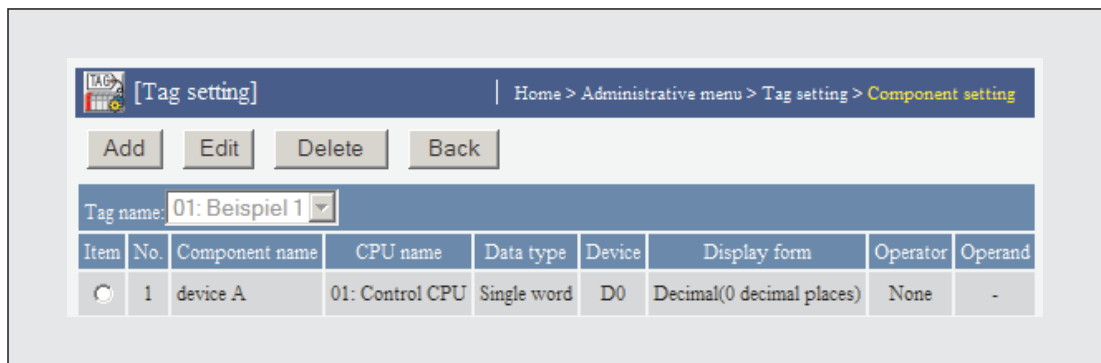 TAG
[Tag setting]
Home > Administrative menu > Tag setting > Component setting
Add Edit Delete Back
Tag name: 01: Beispiel 1
Item No. Component name CPU name Data type Device Display form Operator Operand
1 device A 01: Control CPU Single word D0 Decimal(0 decimal places) None -